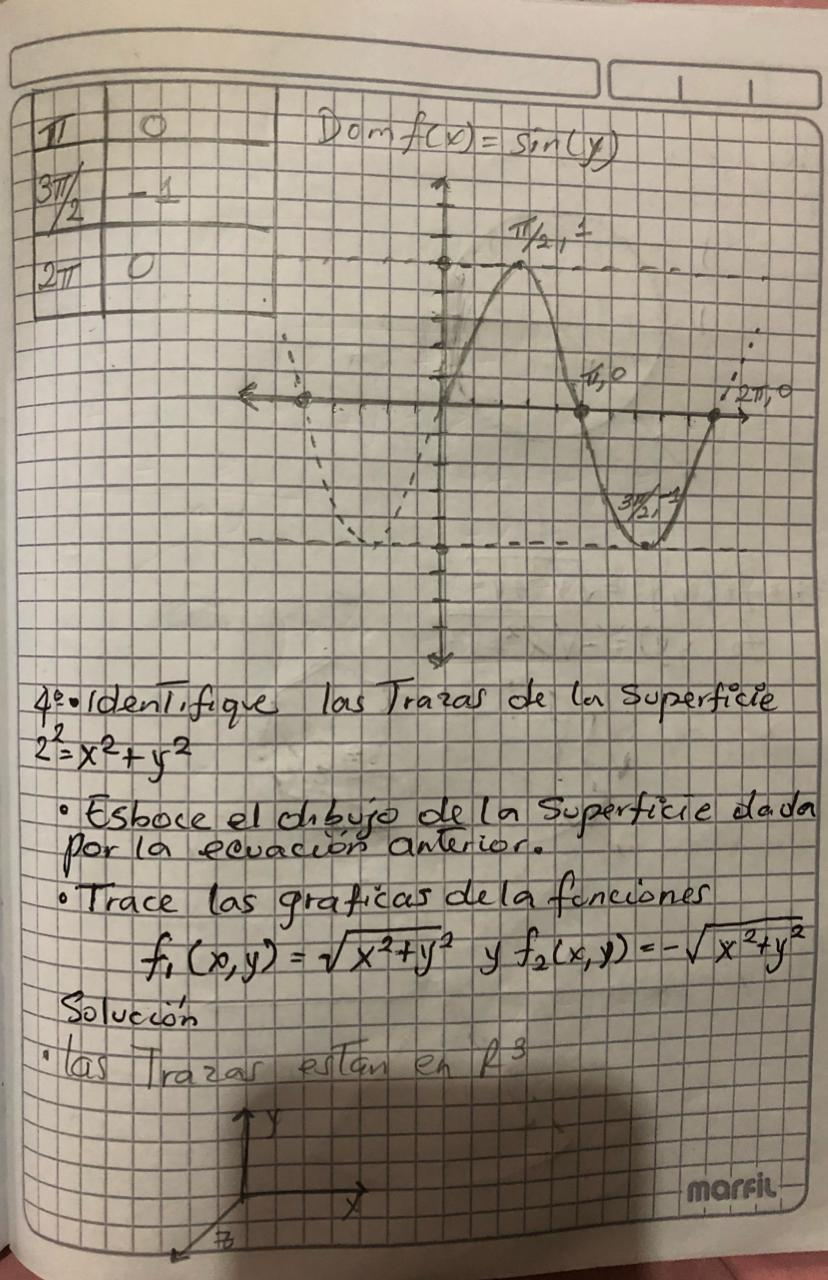 π 0
3π/2 -1
2π 0
Dom f(x) = sin(y)
π/2, 1
π, 0
2π, 0
3π/2, -1
4º. Identifique las Trazas de la Superficie
z²= x² + y²
• Esboce el dibujo de la Superficie dada
por la ecuación anterior.
• Trace las graficas de la funciones
f₁ (x,y) = √x²+y² y f₂(x,y) = -√x²+y²
Solución
• Las Trazas están en R³
y
x
z
marfil